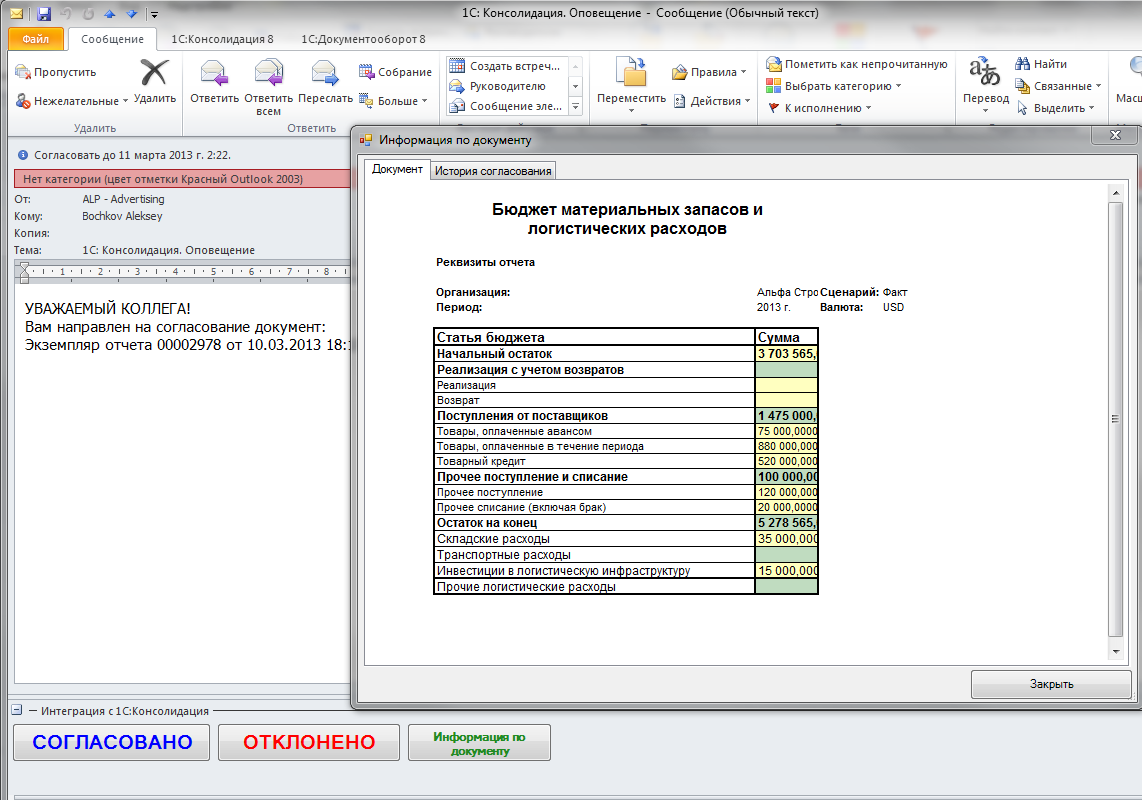 1С: Консолидация. Оповещение - Сообщение (Обычный текст)
Файл Сообщение 1С:Консолидация 8 1С:Документооборот 8
Пропустить
Нежелательные
Удалить
Удалить
Ответить
Ответить всем
Переслать
Собрание
Больше
Ответить
Создать встреч...
Руководителю
Сообщение эле...
Переместить
Правила
Действия
Пометить как непрочитанную
Выбрать категорию
К исполнению
Перевод
Найти
Связанные
Выделить
Масш
Согласовать до 11 марта 2013 г. 2:22.
Нет категории (цвет отметки Красный Outlook 2003)
От: ALP - Advertising
Кому: Bochkov Aleksey
Копия:
Тема: 1С: Консолидация. Оповещение
1 2 3 4 5 6 7 8
УВАЖАЕМЫЙ КОЛЛЕГА!
Вам направлен на согласование документ:
Экземпляр отчета 00002978 от 10.03.2013 18:
Информация по документу
Документ История согласования
Бюджет материальных запасов и
логистических расходов
Реквизиты отчета
Организация: Альфа Стро Сценарий: Факт
Период: 2013 г. Валюта: USD
Статья бюджета Сумма
Начальный остаток 3 703 565,
Реализация с учетом возвратов
Реализация
Возврат
Поступления от поставщиков 1 475 000,
Товары, оплаченные авансом 75 000,0000
Товары, оплаченные в течение периода 880 000,000
Товарный кредит 520 000,000
Прочее поступление и списание 100 000,00
Прочее поступление 120 000,000
Прочее списание (включая брак) 20 000,0000
Остаток на конец 5 278 565,
Складские расходы 35 000,000
Транспортные расходы
Инвестиции в логистическую инфраструктуру 15 000,000
Прочие логистические расходы
Закрыть
Интеграция с 1С:Консолидация
СОГЛАСОВАНО ОТКЛОНЕНО Информация по
документу